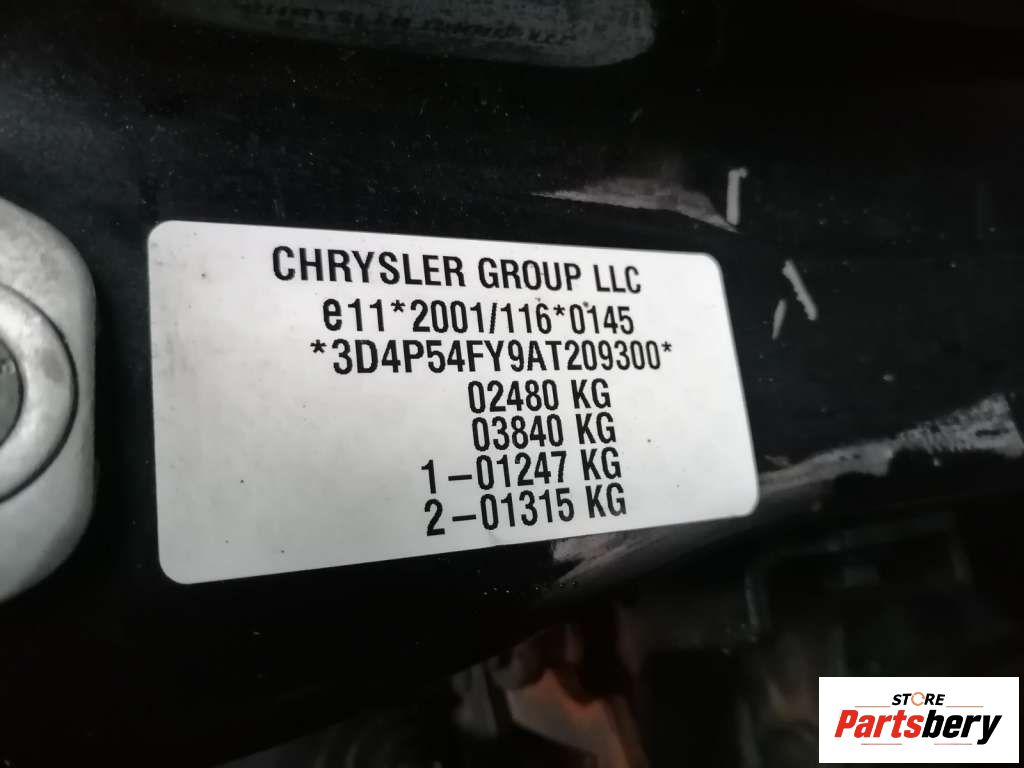 CHRYSLER GROUP LLC
e11*2001/116*0145
*3D4P54FY9AT209300*
02480 KG
03840 KG
1-01247 KG
2-01315 KG
STORE
Partsbery